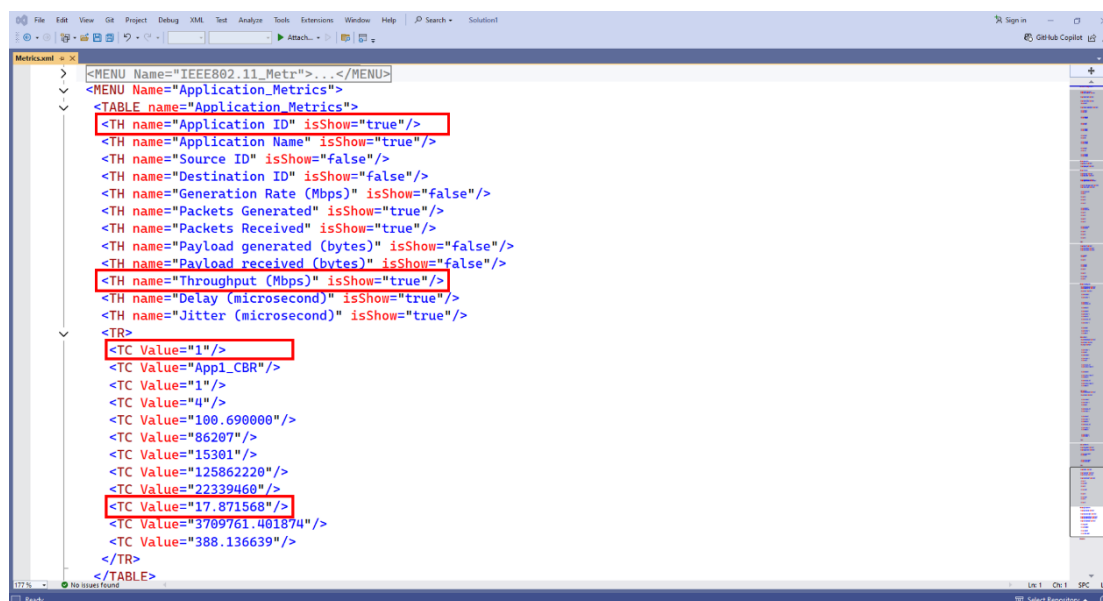 File Edit View Git Project Debug XML Test Analyze Tools Extensions Window Help Search Solution1 Sign in
Attach... GitHub Copilot
Metrics.xml
<MENU Name="IEEE802.11_Metr">...</MENU>
<MENU Name="Application_Metrics">
<TABLE name="Application_Metrics">
<TH name="Application ID" isShow="true"/>
<TH name="Application Name" isShow="true"/>
<TH name="Source ID" isShow="false"/>
<TH name="Destination ID" isShow="false"/>
<TH name="Generation Rate (Mbps)" isShow="false"/>
<TH name="Packets Generated" isShow="true"/>
<TH name="Packets Received" isShow="true"/>
<TH name="Payload generated (bytes)" isShow="false"/>
<TH name="Payload received (bytes)" isShow="false"/>
<TH name="Throughput (Mbps)" isShow="true"/>
<TH name="Delay (microsecond)" isShow="true"/>
<TH name="Jitter (microsecond)" isShow="true"/>
<TR>
<TC Value="1"/>
<TC Value="App1_CBR"/>
<TC Value="1"/>
<TC Value="4"/>
<TC Value="100.690000"/>
<TC Value="86207"/>
<TC Value="15301"/>
<TC Value="125862220"/>
<TC Value="22339460"/>
<TC Value="17.871568"/>
<TC Value="3709761.401874"/>
<TC Value="388.136639"/>
</TR>
</TABLE>
177 % No issues found Ln: 1 Ch: 1 SPC
Ready Select Repository